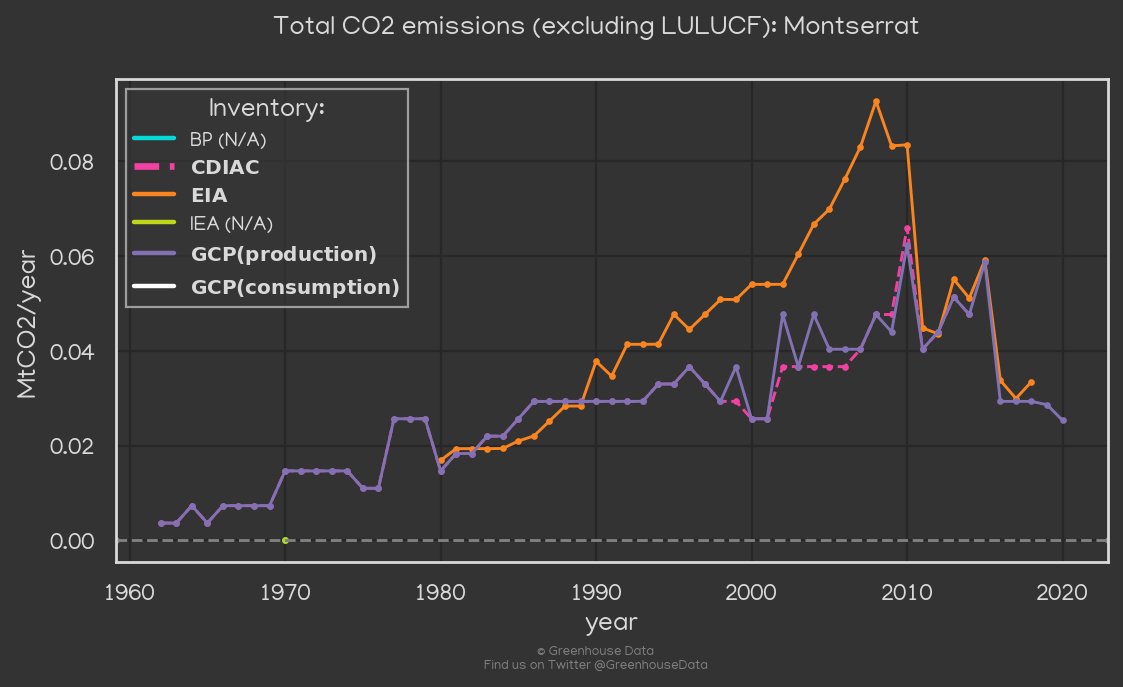 Total CO2 emissions (excluding LULUCF): Montserrat
Inventory:
BP (N/A)
CDIAC
EIA
IEA (N/A)
GCP(production)
GCP(consumption)
MtCO2/year
0.08
0.06
0.04
0.02
0.00
1960 1970 1980 1990 2000 2010 2020
year
© Greenhouse Data
Find us on Twitter @GreenhouseData